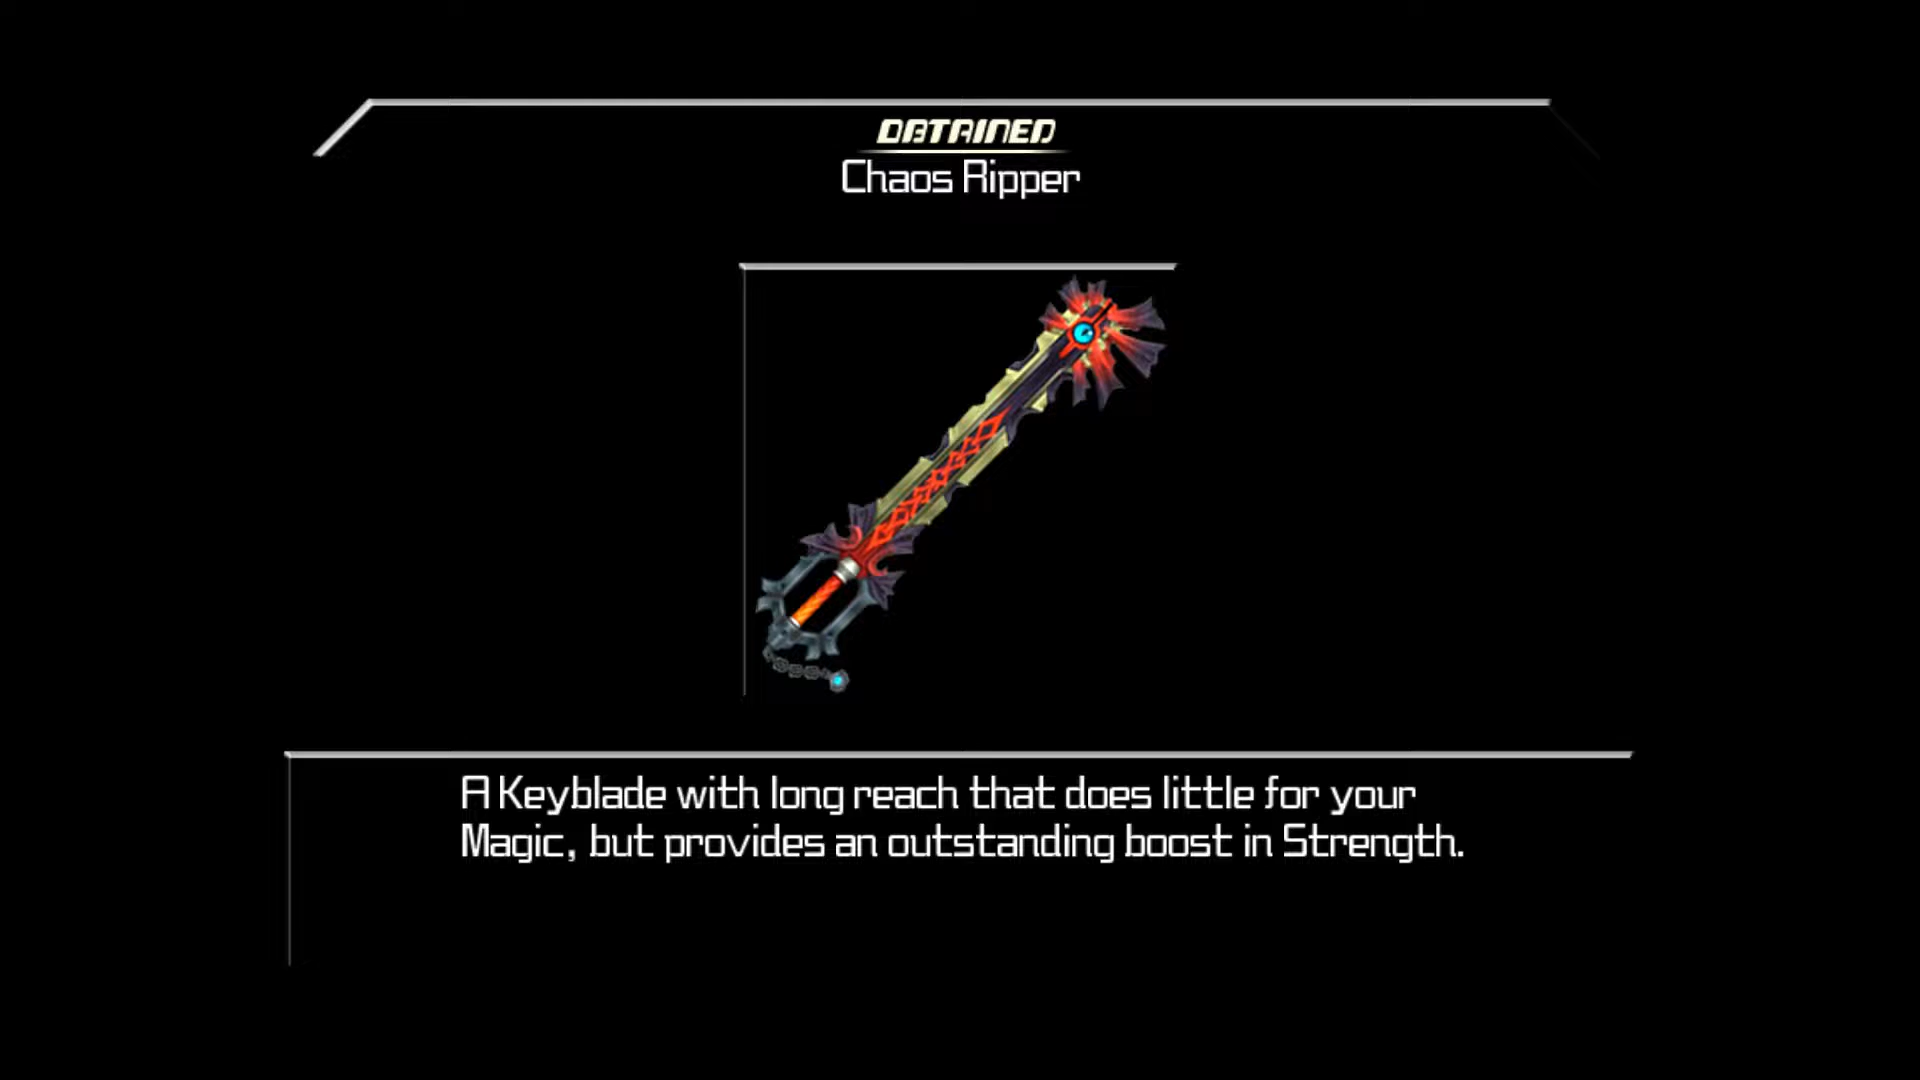 OBTAINED
Chaos Ripper
A Keyblade with long reach that does little for your
Magic, but provides an outstanding boost in Strength.